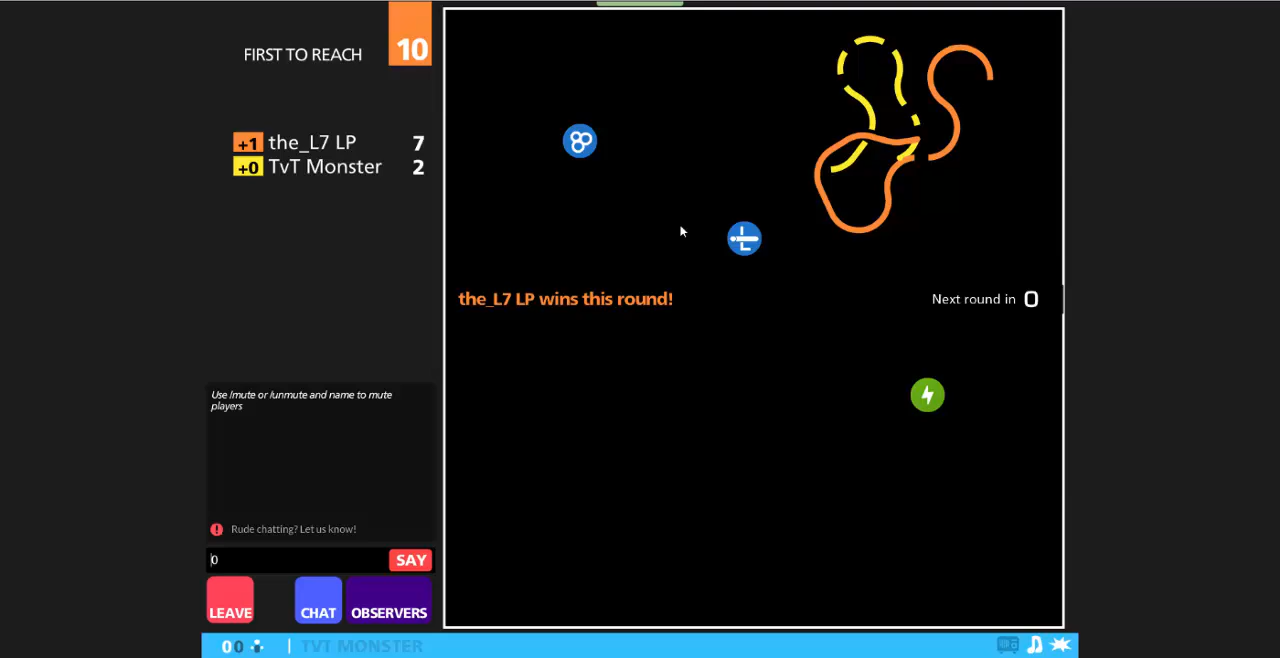 FIRST TO REACH 10
+1 the_L7 LP 7
+0 TvT Monster 2
the_L7 LP wins this round!
Next round in 0
Use /mute or /unmute and name to mute
players
Rude chatting? Let us know!
0 SAY
LEAVE CHAT OBSERVERS
00 TVT MONSTER